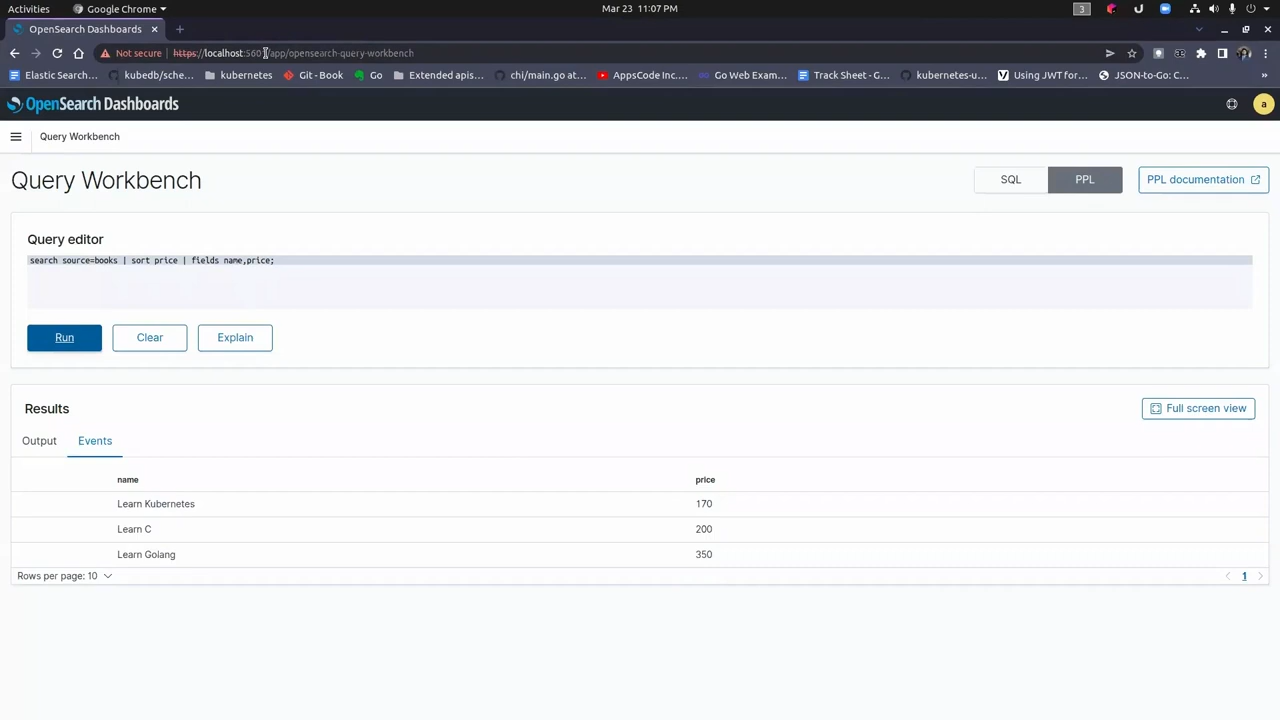 Activities Google Chrome Mar 23 11:07 PM 3
OpenSearch Dashboards
Not secure https://localhost:560 /app/opensearch-query-workbench
Elastic Search... kubedb/sche... kubernetes Git - Book Go Extended apis... chi/main.go at... AppsCode Inc... Go Web Exam... Track Sheet - G... kubernetes-u... Using JWT for... JSON-to-Go: C... »
OpenSearch Dashboards a
Query Workbench
Query Workbench SQL PPL PPL documentation
Query editor
search source=books | sort price | fields name,price;
Run Clear Explain
Results Full screen view
Output Events
name price
Learn Kubernetes 170
Learn C 200
Learn Golang 350
Rows per page: 10 1